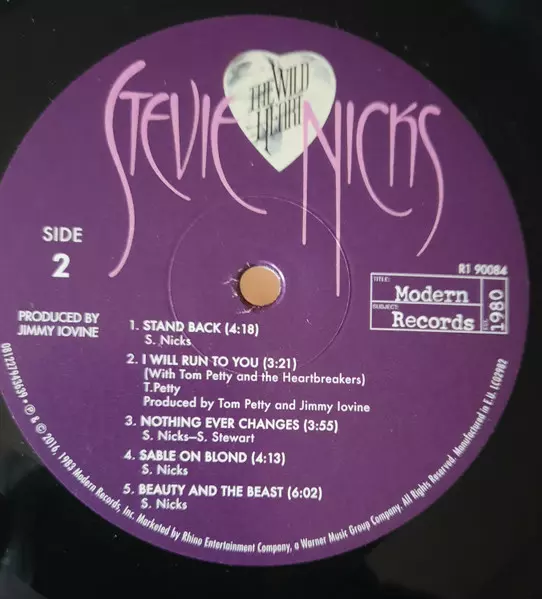 THE WILD
HEART
STEVIE NICKS
SIDE
2
R1 90084
TITLE:
Modern
SUBJECT:
Records
1980
PRODUCED BY
JIMMY IOVINE
1. STAND BACK (4:18)
S. Nicks
2. I WILL RUN TO YOU (3:21)
(With Tom Petty and the Heartbreakers)
T.Petty
Produced by Tom Petty and Jimmy Iovine
3. NOTHING EVER CHANGES (3:55)
S. Nicks—S. Stewart
4. SABLE ON BLOND (4:13)
S. Nicks
5. BEAUTY AND THE BEAST (6:02)
S. Nicks
081227943639 • ℗ & © 2016, 1983 Modern Records, Inc. Marketed by Rhino Entertainment Company, a Warner Music Group Company. All Rights Reserved. Manufactured in E.U. LC02982